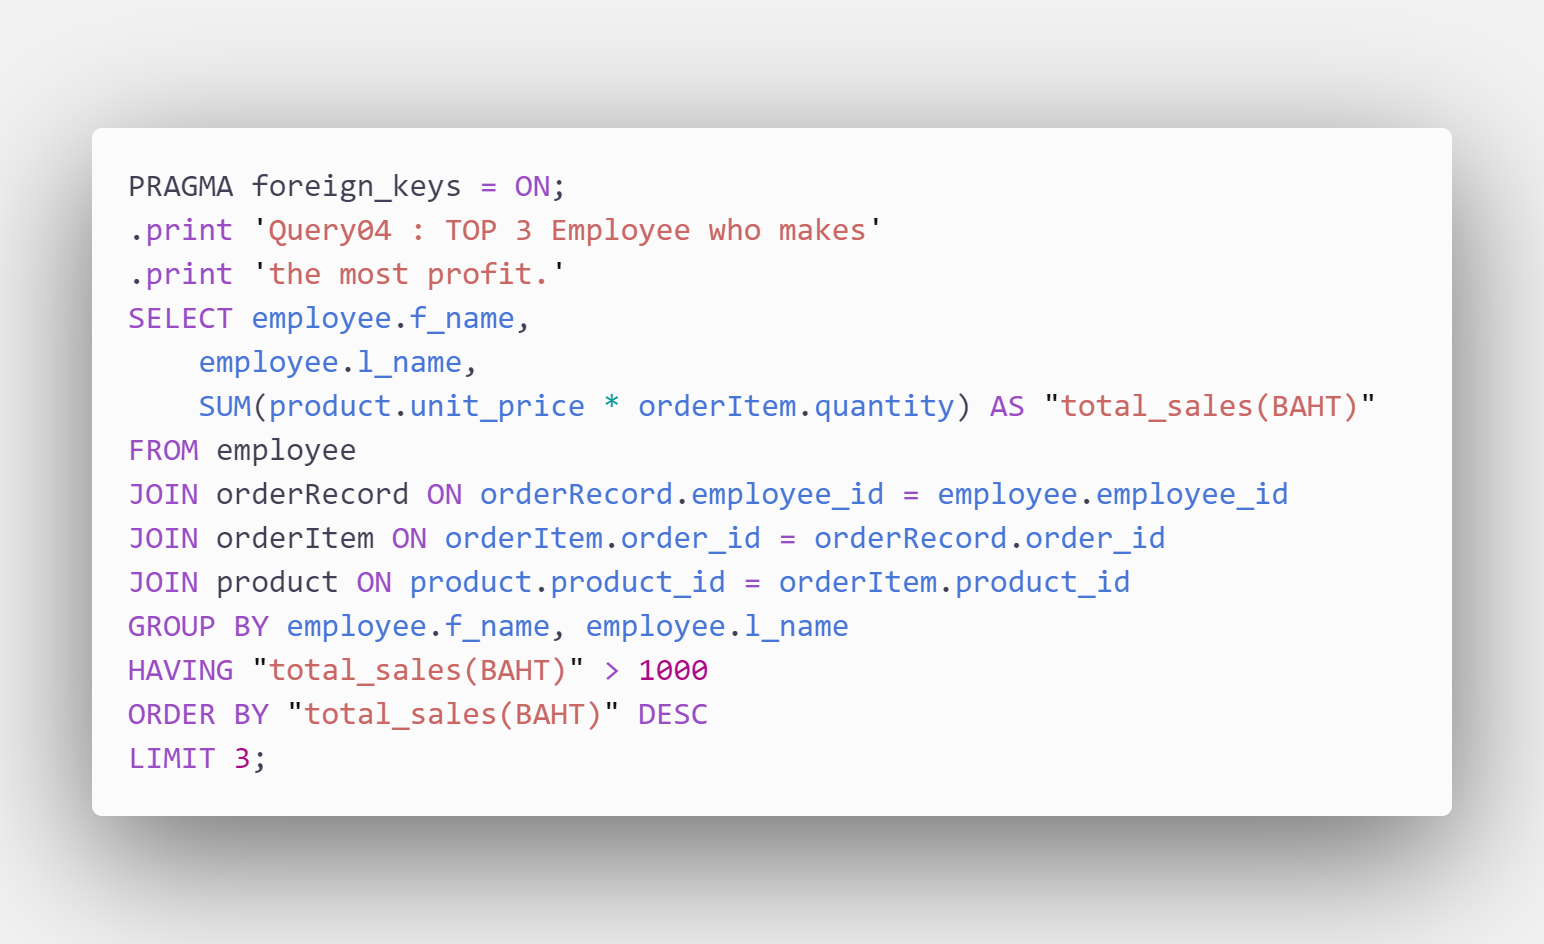 PRAGMA foreign_keys = ON;
.print 'Query04 : TOP 3 Employee who makes'
.print 'the most profit.'
SELECT employee.f_name,
    employee.l_name,
    SUM(product.unit_price * orderItem.quantity) AS "total_sales(BAHT)"
FROM employee
JOIN orderRecord ON orderRecord.employee_id = employee.employee_id
JOIN orderItem ON orderItem.order_id = orderRecord.order_id
JOIN product ON product.product_id = orderItem.product_id
GROUP BY employee.f_name, employee.l_name
HAVING "total_sales(BAHT)" > 1000
ORDER BY "total_sales(BAHT)" DESC
LIMIT 3;